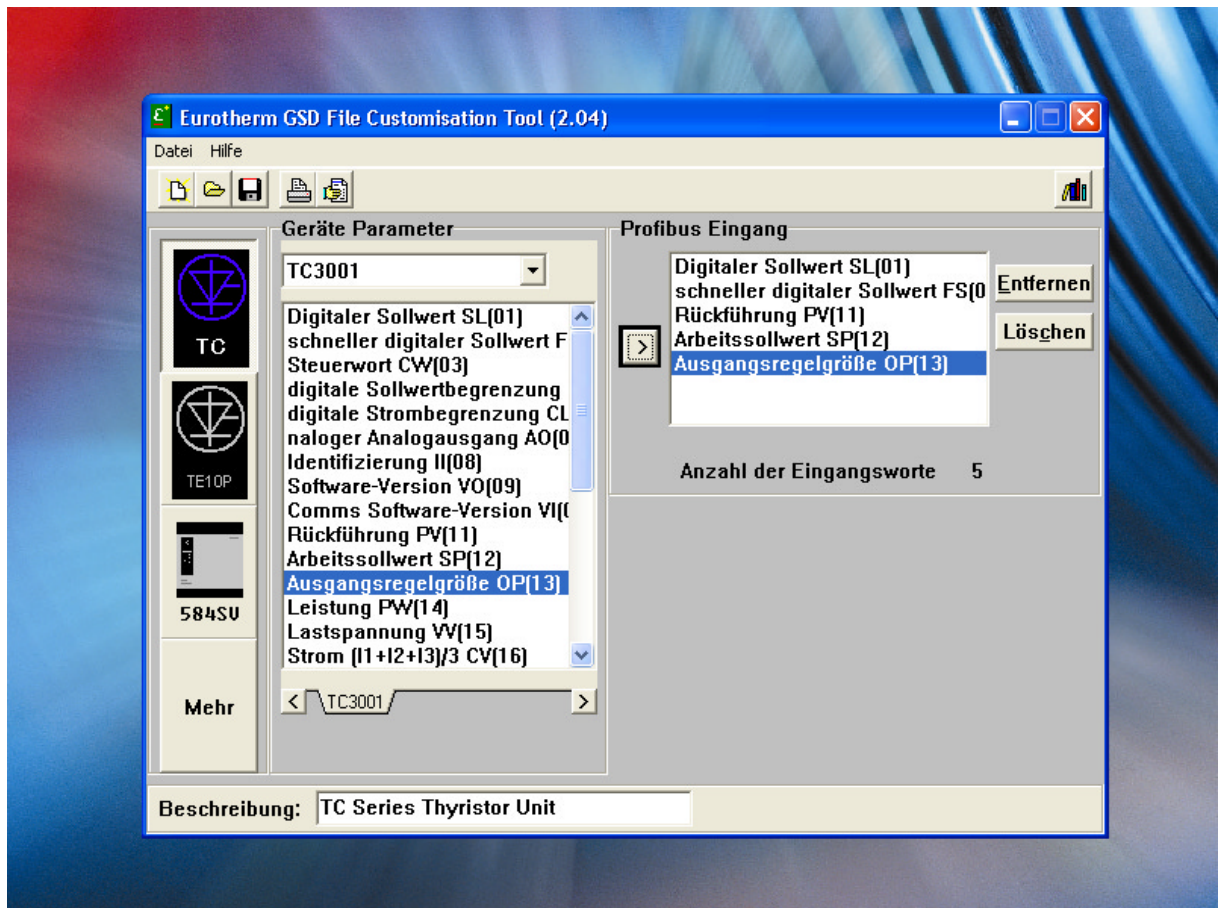 Eurotherm GSD File Customisation Tool (2.04)
Datei Hilfe
TC
TE10P
584SV
Mehr
Geräte Parameter
TC3001
Digitaler Sollwert SL(01)
schneller digitaler Sollwert F
Steuerwort CW(03)
digitale Sollwertbegrenzung
digitale Strombegrenzung CL
naloger Analogausgang AO(0
Identifizierung II(08)
Software-Version VO(09)
Comms Software-Version VI(
Rückführung PV(11)
Arbeitssollwert SP(12)
Ausgangsregelgröße OP(13)
Leistung PW(14)
Lastspannung VV(15)
Strom (I1+I2+I3)/3 CV(16)
< TC3001 >
Profibus Eingang
>
Digitaler Sollwert SL(01)
schneller digitaler Sollwert FS(0
Rückführung PV(11)
Arbeitssollwert SP(12)
Ausgangsregelgröße OP(13)
Entfernen
Löschen
Anzahl der Eingangsworte 5
Beschreibung: TC Series Thyristor Unit